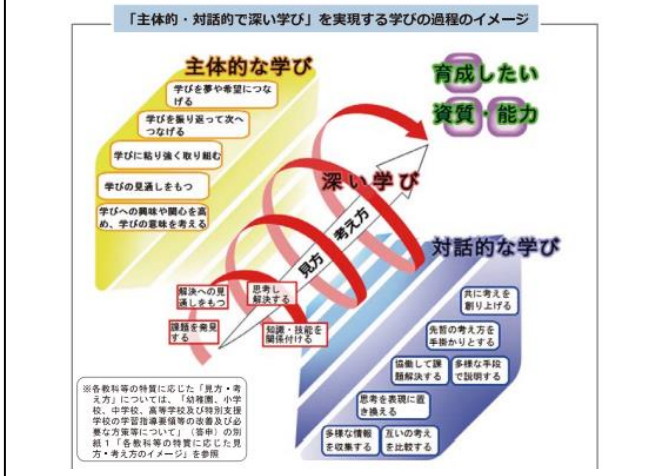 「主体的・対話的で深い学び」を実現する学びの過程のイメージ
主体的な学び
学びを夢や希望につな
げる
学びを振り返って次へ
つなげる
学びに粘り強く取り組む
学びの見通しをもつ
学びへの興味や関心を高
め、学びの意味を考える
育成したい
資質・能力
深い学び
見方
考え方
解決への見
通しをもつ
思考し
解決する
課題を発見
する
知識・技能を
関係付ける
対話的な学び
共に考えを
創り上げる
先哲の考え方を
手掛かりとする
協働して課
題解決する
多様な手段
で説明する
思考を表現に置
き換える
多様な情報
を収集する
互いの考え
を比較する
※各教科等の特質に応じた「見方・考
え方」については、「幼稚園、小学
校、中学校、高等学校及び特別支援
学校の学習指導要領等の改善及び必
要な方策等について」（答申）の別
紙1「各教科等の特質に応じた見
方・考え方のイメージ」を参照